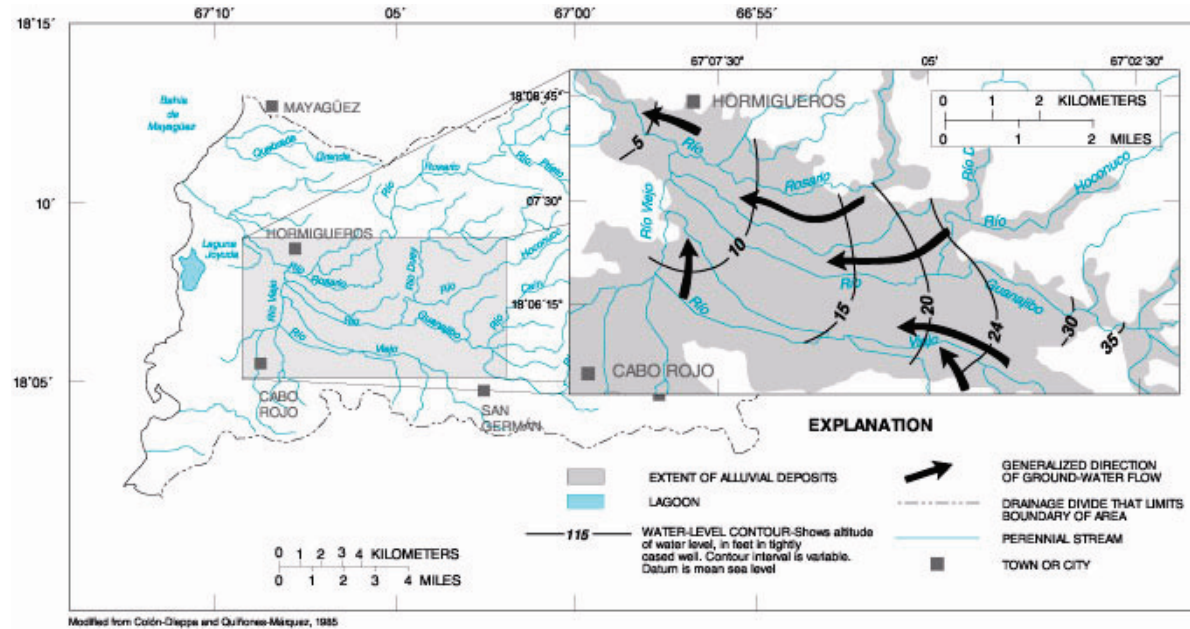 67°10'
05'
67°00'
66°55'
18°15'
10'
18°05'
Bahia
de
Mayagüez
MAYAGÜEZ
Quebrada
Grande
Río
Rosario
Río
Prieto
HORMIGUEROS
Laguna
Joyuda
Río
Rosario
Río Duey
Río
Hoconuco
Río Viejo
Río
Guanajibo
Río
Caín
Río
Viejo
CABO
ROJO
SAN
GERMÁN
67°07'30"
05'
67°02'30"
18°08'45"
07'30"
18°06'15"
HORMIGUEROS
0 1 2 KILOMETERS
0 1 2 MILES
5
Río
Rosario
Río D
Hoconuco
Río
Río Viejo
10
15
20
24
30
35
Río
Guanajibo
Río
Viejo
CABO ROJO
EXPLANATION
EXTENT OF ALLUVIAL DEPOSITS
LAGOON
115
WATER-LEVEL CONTOUR-Shows altitude
of water level, in feet in tightly
cased well. Contour interval is variable.
Datum is mean sea level
GENERALIZED DIRECTION
OF GROUND-WATER FLOW
DRAINAGE DIVIDE THAT LIMITS
BOUNDARY OF AREA
PERENNIAL STREAM
TOWN OR CITY
0 1 2 3 4 KILOMETERS
0 1 2 3 4 MILES
Modified from Colón-Dieppa and Quiñones-Márquez, 1985